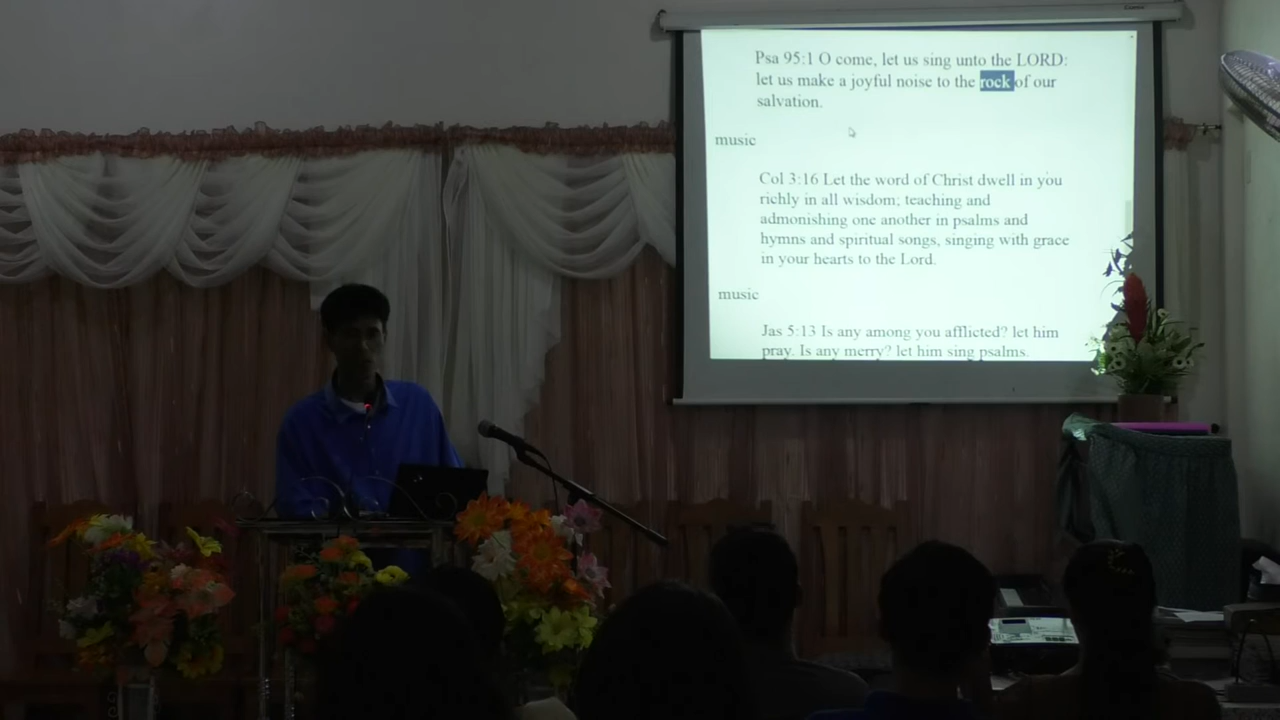 Psa 95:1 O come, let us sing unto the LORD:
let us make a joyful noise to the rock of our
salvation.
music
Col 3:16 Let the word of Christ dwell in you
richly in all wisdom; teaching and
admonishing one another in psalms and
hymns and spiritual songs, singing with grace
in your hearts to the Lord.
music
Jas 5:13 Is any among you afflicted? let him
pray. Is any merry? let him sing psalms.